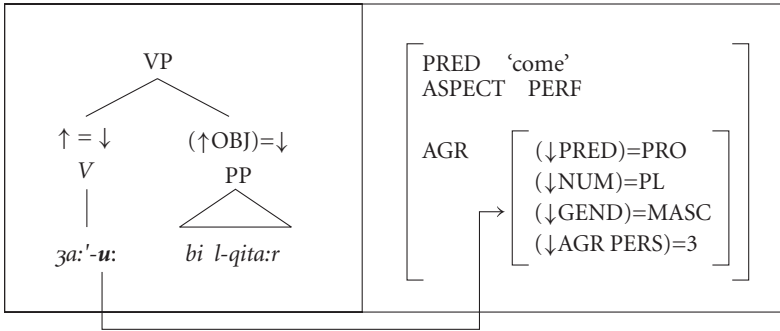 VP
↑ = ↓ (↑OBJ)=↓
V PP
ʒa:'-u: bi l-qita:r
PRED ‘come’
ASPECT PERF
AGR (↓PRED)=PRO
(↓NUM)=PL
(↓GEND)=MASC
(↓AGR PERS)=3